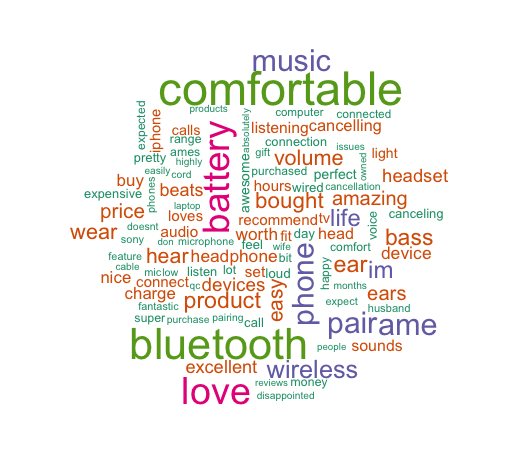 music
comfortable
products
computer
connected
expected
iphone
calls
range
battery
absolutely
listening
cancelling
connection
issues
pretty
ames
highly
cord
gift
volume
owned
light
easily
phones
buy
beats
awesome
purchased
perfect
headset
expensive
laptop
hours
wired
cancellation
price
loves
bought
amazing
doesnt
recommend
tv
life
voice
canceling
wear
audio
worth
fit
day
head
bass
sony
don
microphone
feel
wife
comfort
device
feature
hear
headphone
bit
phone
happy
ear
im
cable
mic
low
listen
lot
set
loud
nice
connect
qc
devices
easy
months
ears
charge
product
expect
husband
fantastic
super
purchase
pairing
call
pair
rame
bluetooth
people
sounds
excellent
wireless
love
reviews
money
disappointed